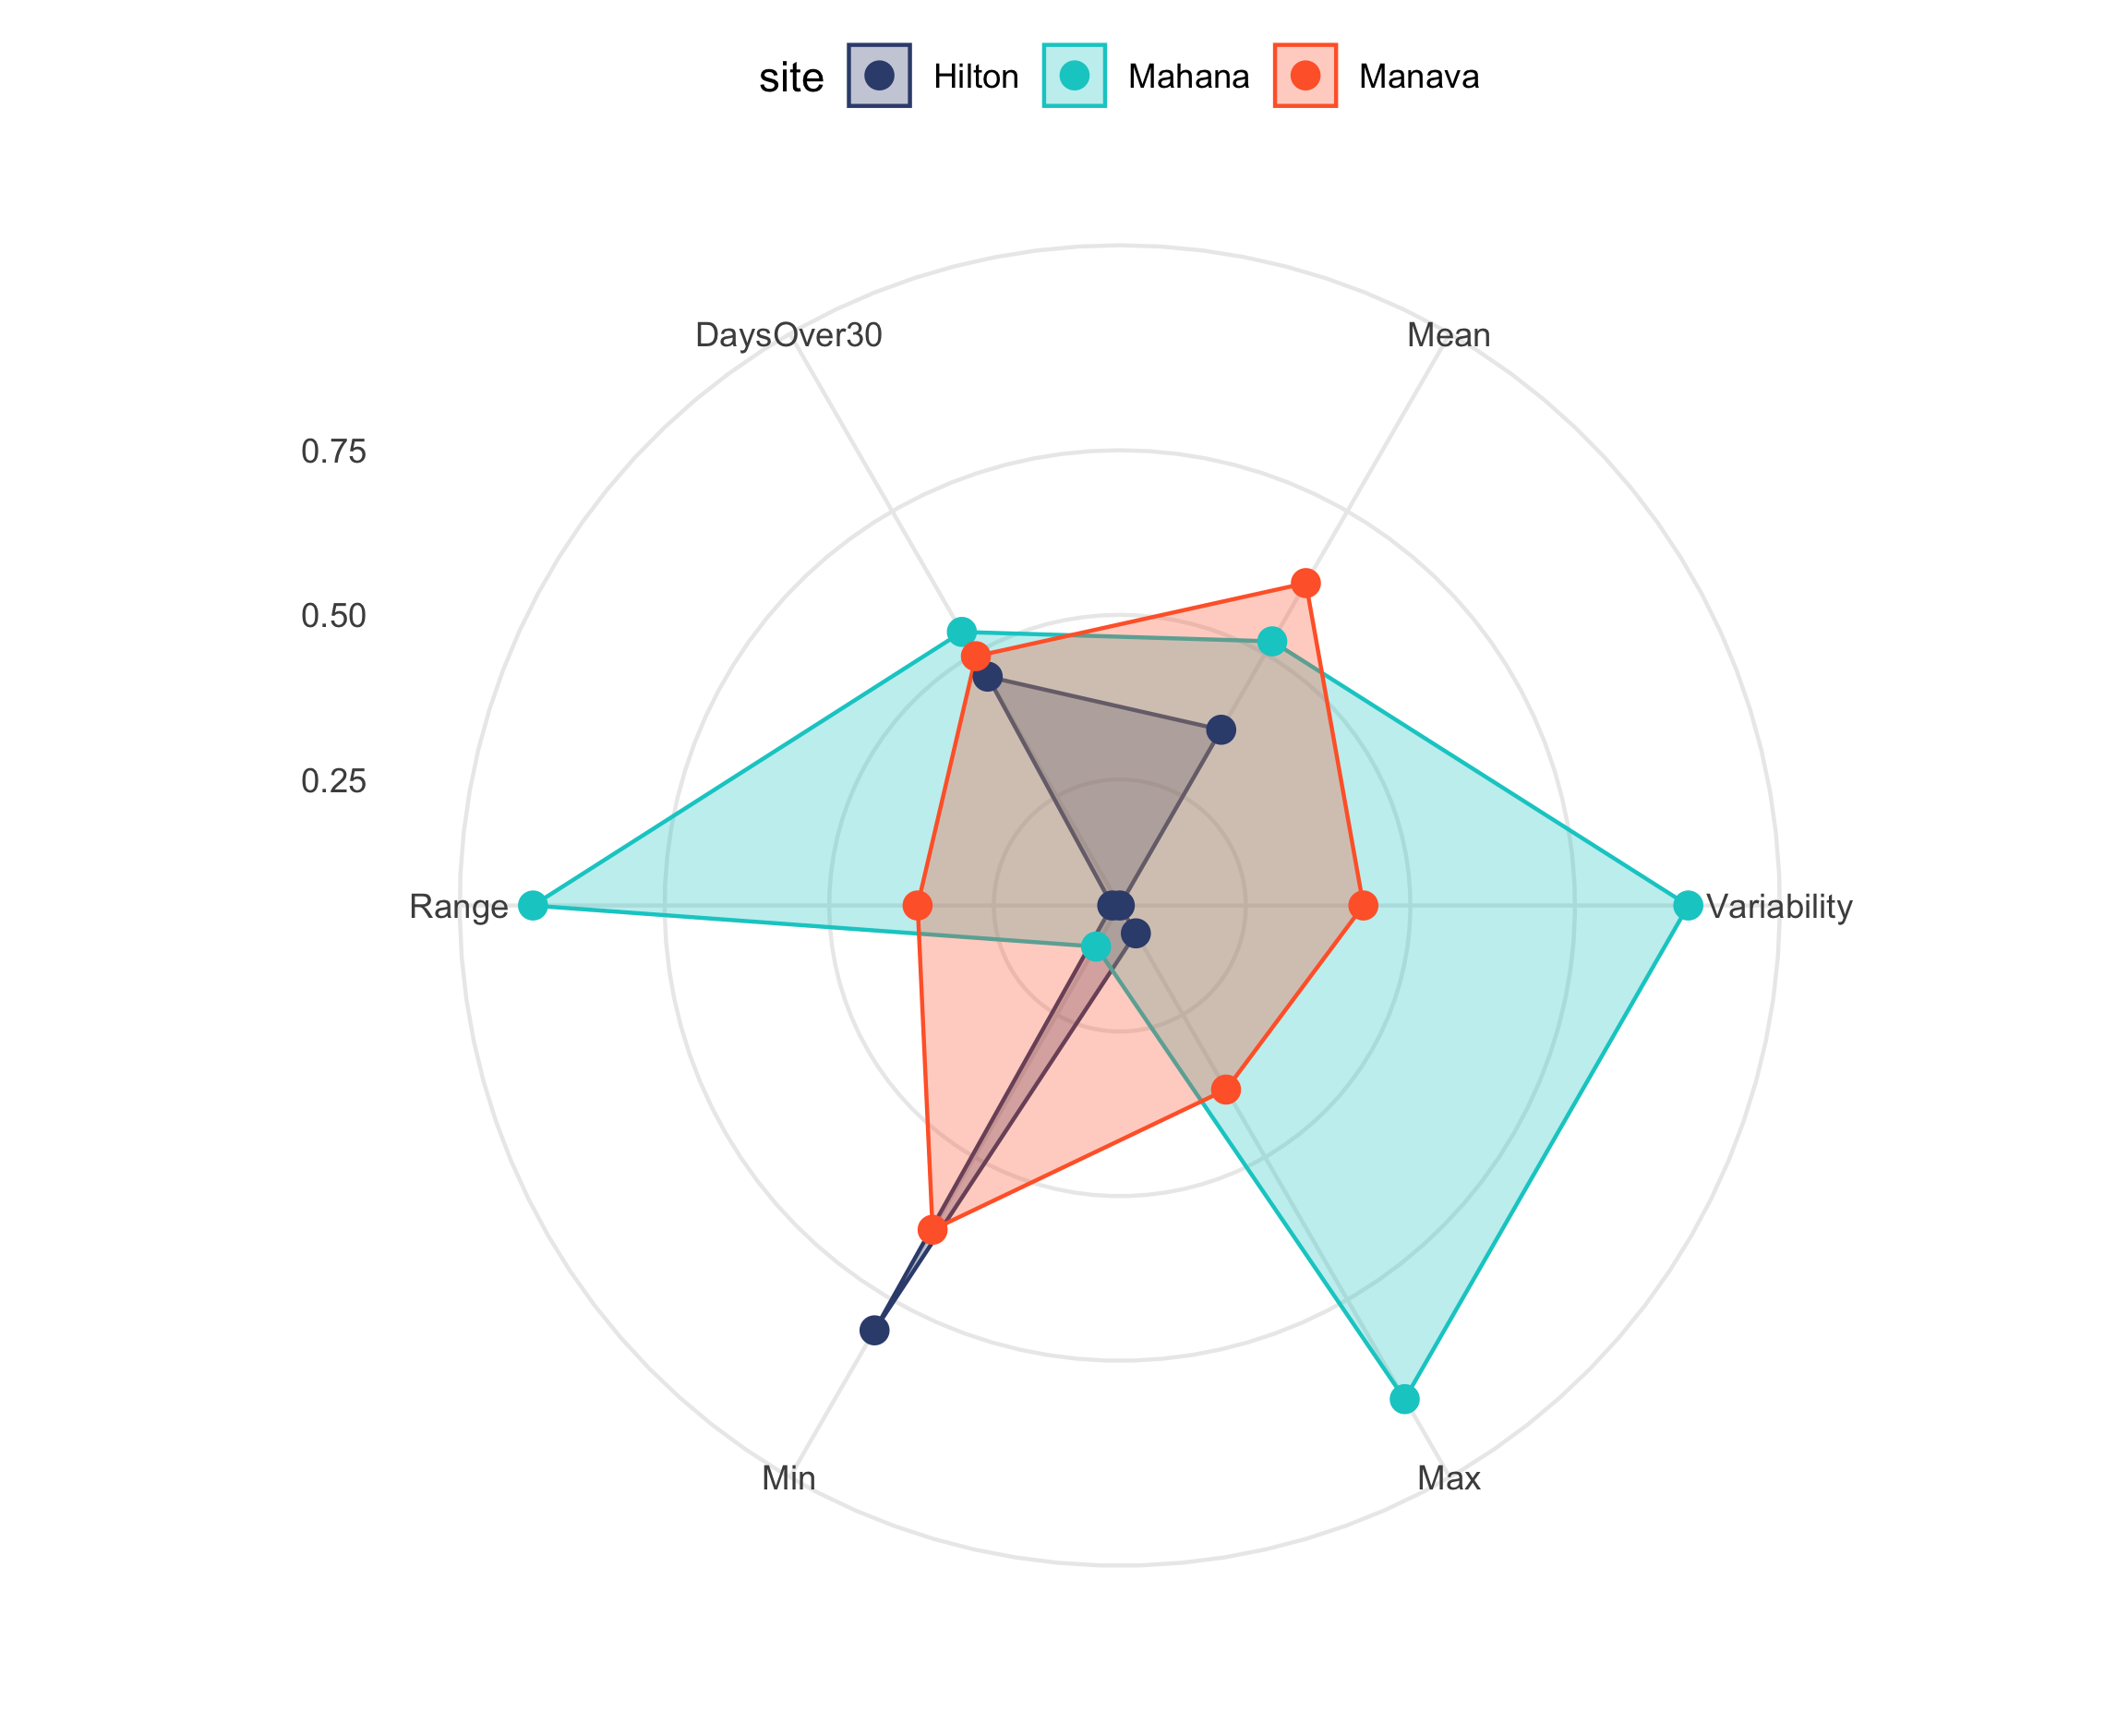 site Hilton Mahana Manava
DaysOver30 Mean
0.75
0.50
0.25
Range Variability
Min Max